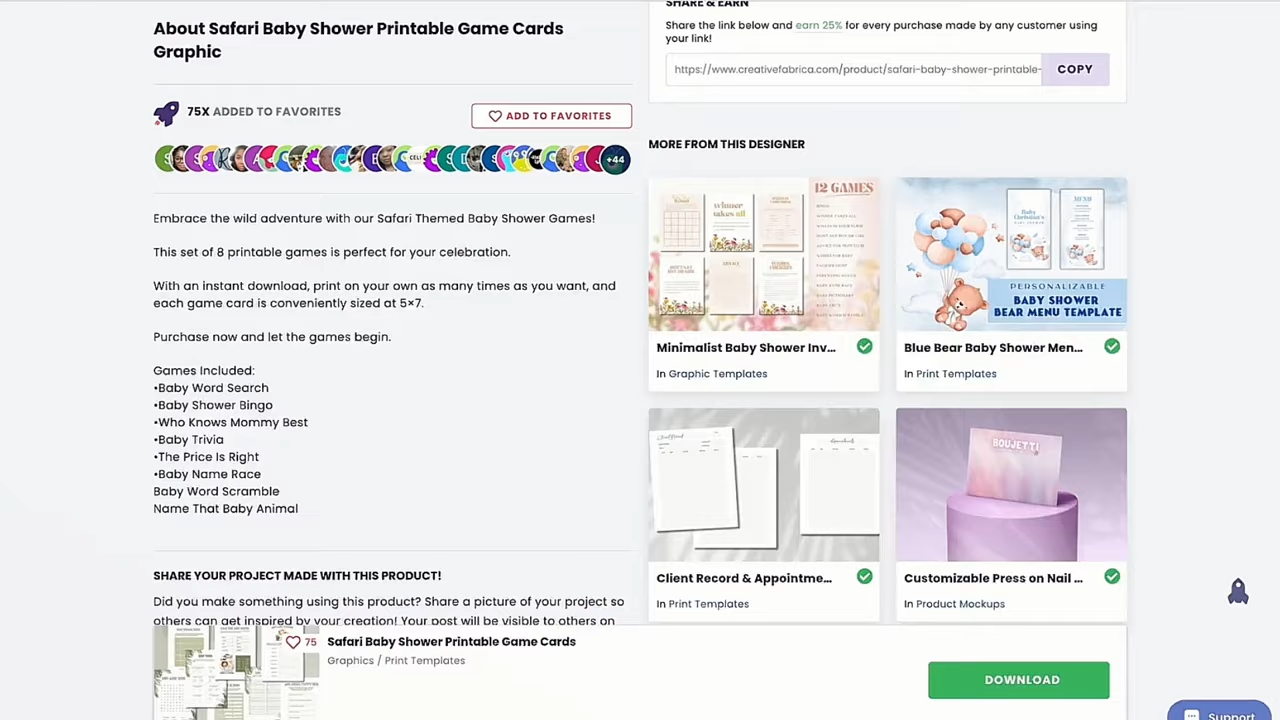 About Safari Baby Shower Printable Game Cards
Graphic
75X ADDED TO FAVORITES
ADD TO FAVORITES
+44
Embrace the wild adventure with our Safari Themed Baby Shower Games!
This set of 8 printable games is perfect for your celebration.
With an instant download, print on your own as many times as you want, and
each game card is conveniently sized at 5×7.
Purchase now and let the games begin.
Games Included:
•Baby Word Search
•Baby Shower Bingo
•Who Knows Mommy Best
•Baby Trivia
•The Price Is Right
•Baby Name Race
Baby Word Scramble
Name That Baby Animal
SHARE YOUR PROJECT MADE WITH THIS PRODUCT!
Did you make something using this product? Share a picture of your project so
others can get inspired by your creation! Your post will be visible to others on
SHARE & EARN
Share the link below and earn 25% for every purchase made by any customer using
your link!
https://www.creativefabrica.com/product/safari-baby-shower-printable-
COPY
MORE FROM THIS DESIGNER
12 GAMES
winner
takes all
Minimalist Baby Shower Inv...
In Graphic Templates
MENU
PERSONALIZABLE
BABY SHOWER
BEAR MENU TEMPLATE
Blue Bear Baby Shower Men...
In Print Templates
Client Record & Appointme...
In Print Templates
BOUJETTI
Customizable Press on Nail ...
In Product Mockups
75
Safari Baby Shower Printable Game Cards
Graphics / Print Templates
DOWNLOAD
Support